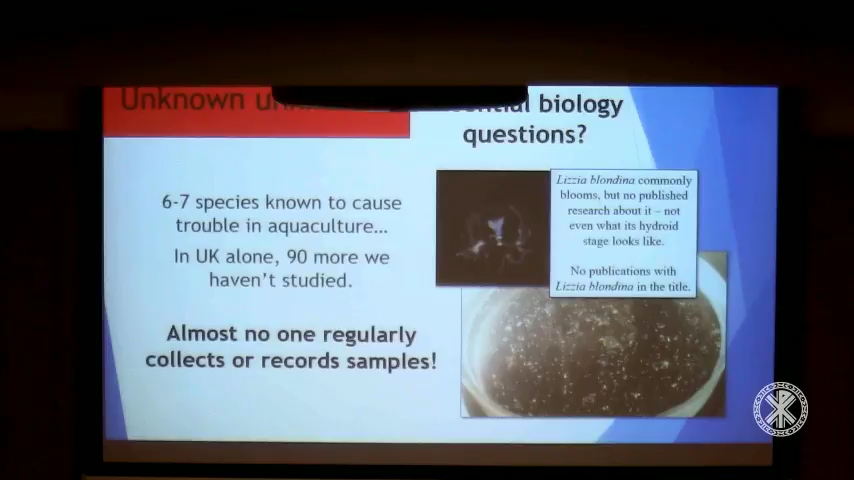 Unknown
biology
questions?
6-7 species known to cause
trouble in aquaculture...
In UK alone, 90 more we
haven't studied.
Almost no one regularly
collects or records samples!
Lizzia blondina commonly
blooms, but no published
research about it – not
even what its hydroid
stage looks like.
No publications with
Lizzia blondina in the title.